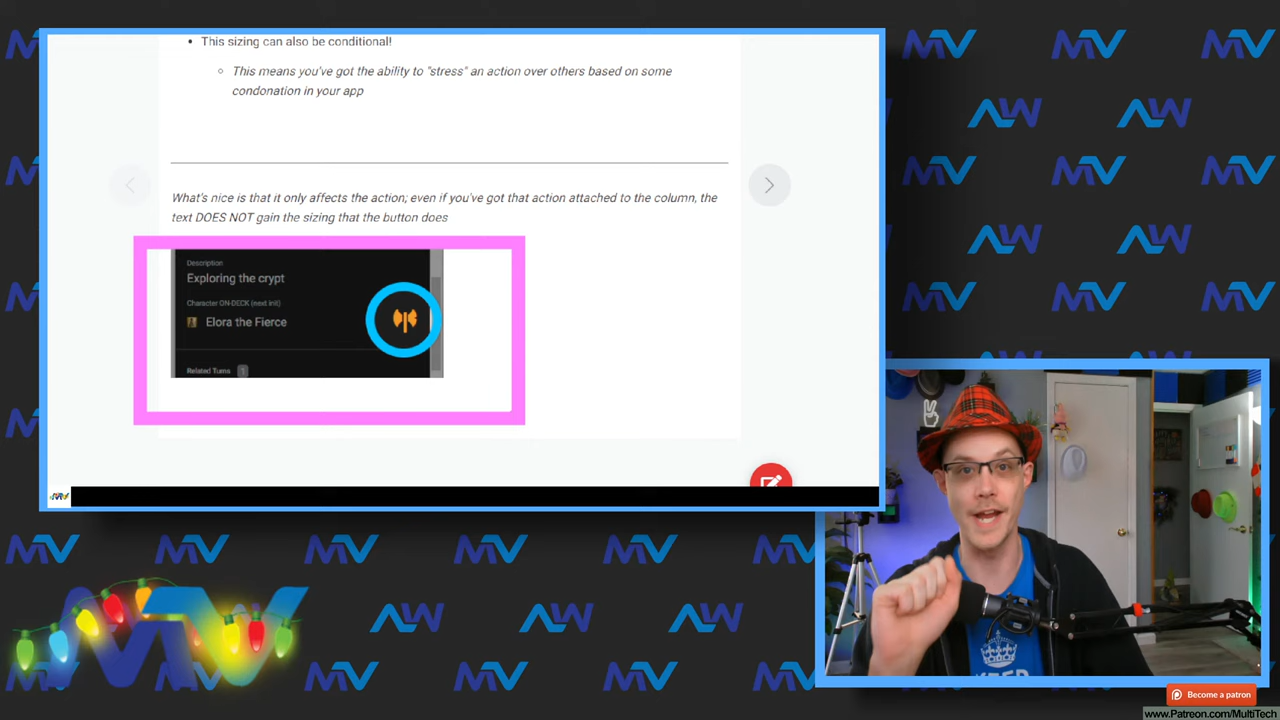 This sizing can also be conditional!
This means you've got the ability to "stress" an action over others based on some
condonation in your app
What's nice is that it only affects the action; even if you've got that action attached to the column, the
text DOES NOT gain the sizing that the button does
Description
Exploring the crypt
Character ON-DECK (next init)
Elora the Fierce
Related Turns 1
KEEP
Become a patron
www.Patreon.com/MultiTech